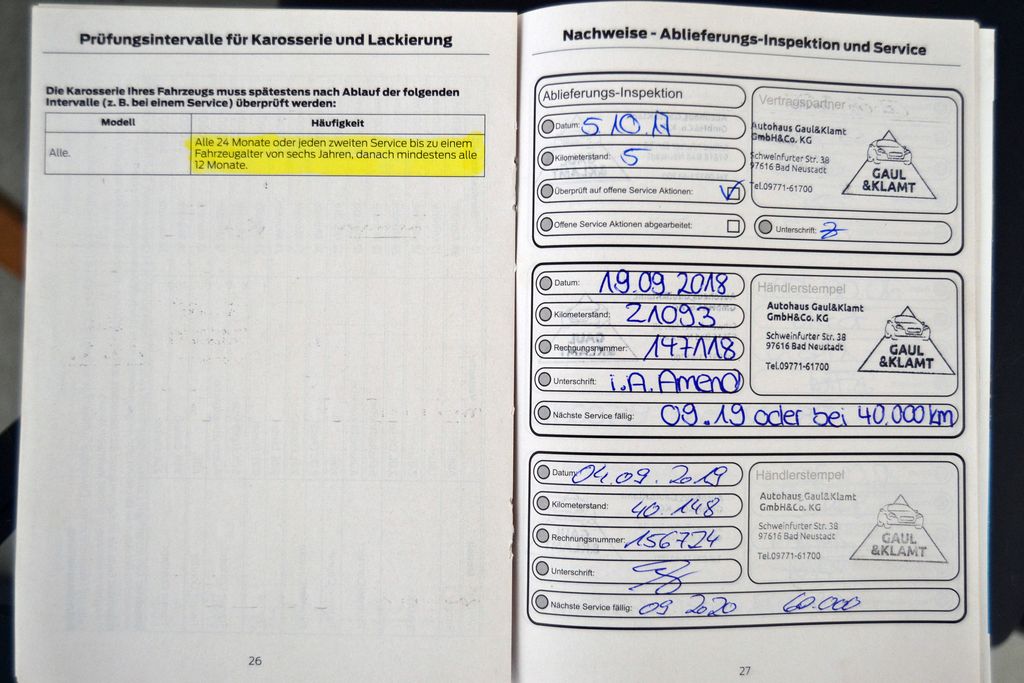 Prüfungsintervalle für Karosserie und Lackierung
Die Karosserie Ihres Fahrzeugs muss spätestens nach Ablauf der folgenden
Intervalle (z. B. bei einem Service) überprüft werden:
Modell Häufigkeit
Alle. Alle 24 Monate oder jeden zweiten Service bis zu einem
Fahrzeugalter von sechs Jahren, danach mindestens alle
12 Monate.
26
Nachweise - Ablieferungs-Inspektion und Service
Ablieferungs-Inspektion
Datum: 5.10.17
Kilometerstand: 5
Überprüft auf offene Service Aktionen:
Offene Service Aktionen abgearbeitet:
Vertragspartner
Autohaus Gaul&Klamt
GmbH&Co. KG
Schweinfurter Str. 38
97616 Bad Neustadt
Tel.09771-61700
GAUL
&KLAMT
Unterschrift:
Datum: 19.09.2018
Kilometerstand: 21093
Rechnungsnummer: 147118
Unterschrift: i.A. Amend
Händlerstempel
Autohaus Gaul&Klamt
GmbH&Co. KG
Schweinfurter Str. 38
97616 Bad Neustadt
Tel.09771-61700
GAUL
&KLAMT
Nächste Service fällig: 09.19 oder bei 40.000 km
Datum: 04.09.2019
Kilometerstand: 40.148
Rechnungsnummer: 156724
Unterschrift:
Händlerstempel
Autohaus Gaul&Klamt
GmbH&Co. KG
Schweinfurter Str. 38
97616 Bad Neustadt
Tel.09771-61700
GAUL
&KLAMT
Nächste Service fällig: 09 2020 60.000
27